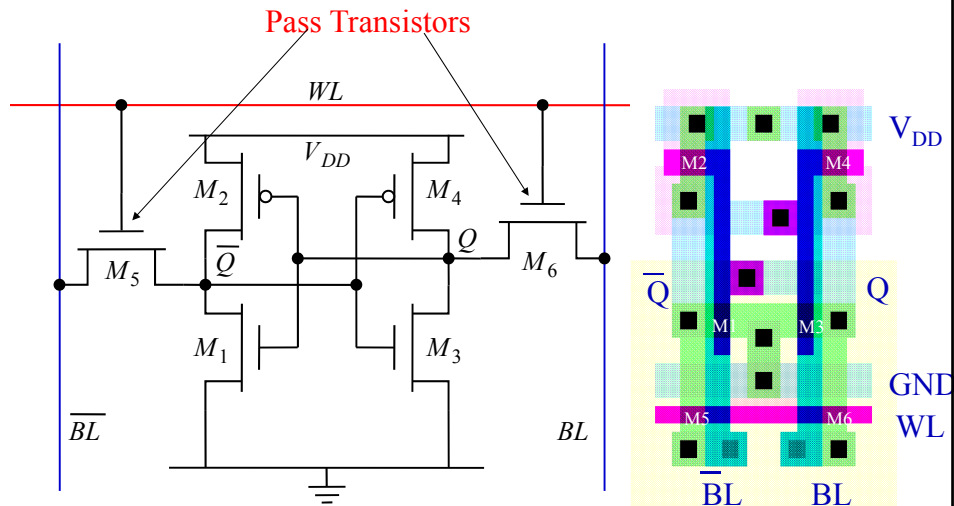 Pass Transistors
WL
V_DD
M_2
M_4
Q̅
Q
M_5
M_6
M_1
M_3
B̅L̅
BL
V_DD
M2
M4
Q̅
Q
M1
M3
GND
M5
M6
WL
B̅L
BL